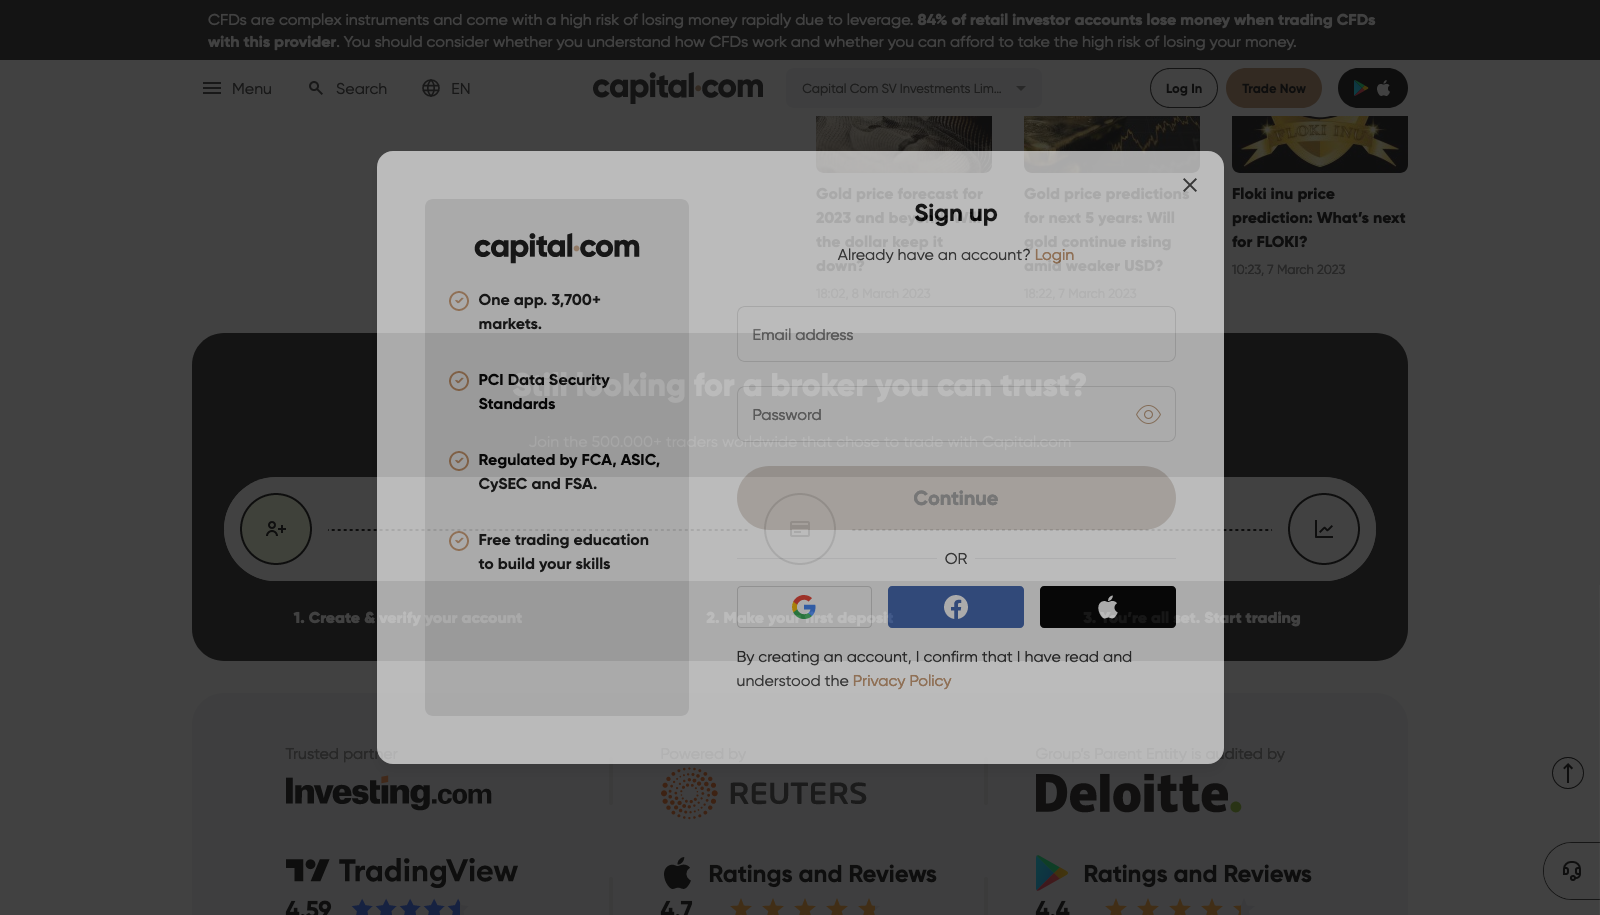 CFDs are complex instruments and come with a high risk of losing money rapidly due to leverage. 84% of retail investor accounts lose money when trading CFDs
with this provider. You should consider whether you understand how CFDs work and whether you can afford to take the high risk of losing your money.
Menu
Search
EN
capital.com
Capital Com SV Investments Lim...
Log In
Trade Now
FLOKI INU
Gold price forecast for
2023 and
the dollar keep it
down?
18:02, 8 March 2023
Gold price predictions
for next 5 years: Will
gold continue rising
amid weaker USD?
18:22, 7 March 2023
Floki inu price
prediction: What's next
for FLOKI?
10:23, 7 March 2023
capital.com
One app. 3,700+
markets.
PCI Data Security
Standards
Regulated by FCA, ASIC,
CySEC and FSA.
Free trading education
to build your skills
Sign up
Already have an account? Login
Email address
Password
Continue
OR
By creating an account, I confirm that I have read and
understood the Privacy Policy
Still looking for a broker you can trust?
Join the 500.000+ traders worldwide that chose to trade with Capital.com
1. Create & verify your account
2. Make your first deposit
3. You're all set. Start trading
Trusted partner
Investing.com
Powered by
REUTERS
Group's Parent Entity is audited by
Deloitte.
TradingView
4.59
Ratings and Reviews
4.7
Ratings and Reviews
4.4